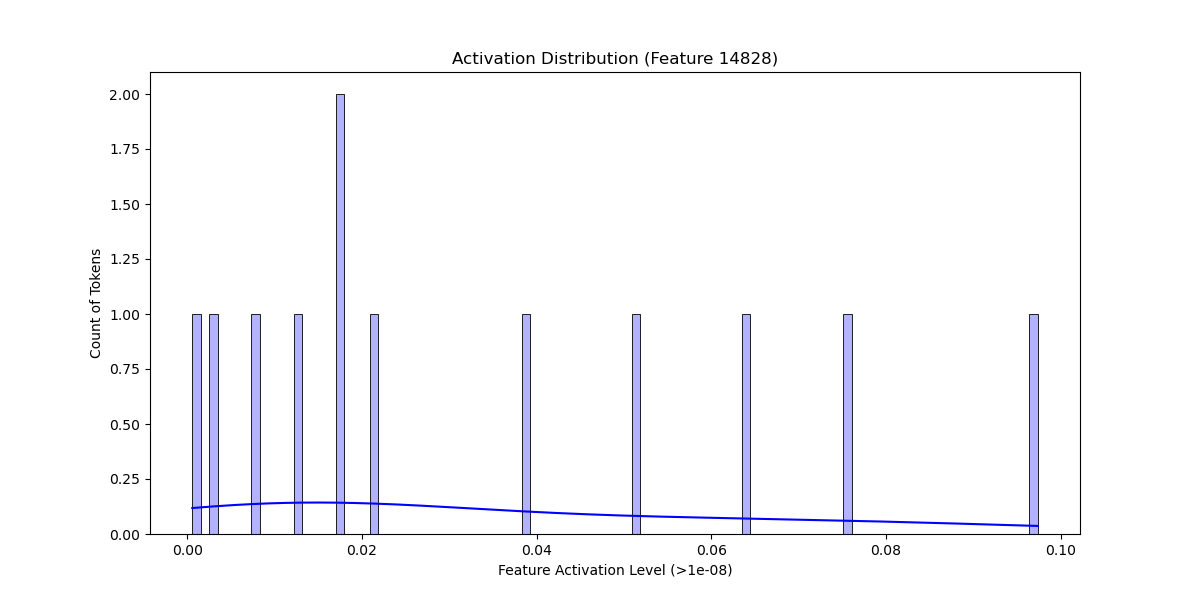 Activation Distribution (Feature 14828)
2.00
1.75
1.50
1.25
1.00
0.75
0.50
0.25
0.00
Count of Tokens
0.00 0.02 0.04 0.06 0.08 0.10
Feature Activation Level (>1e-08)